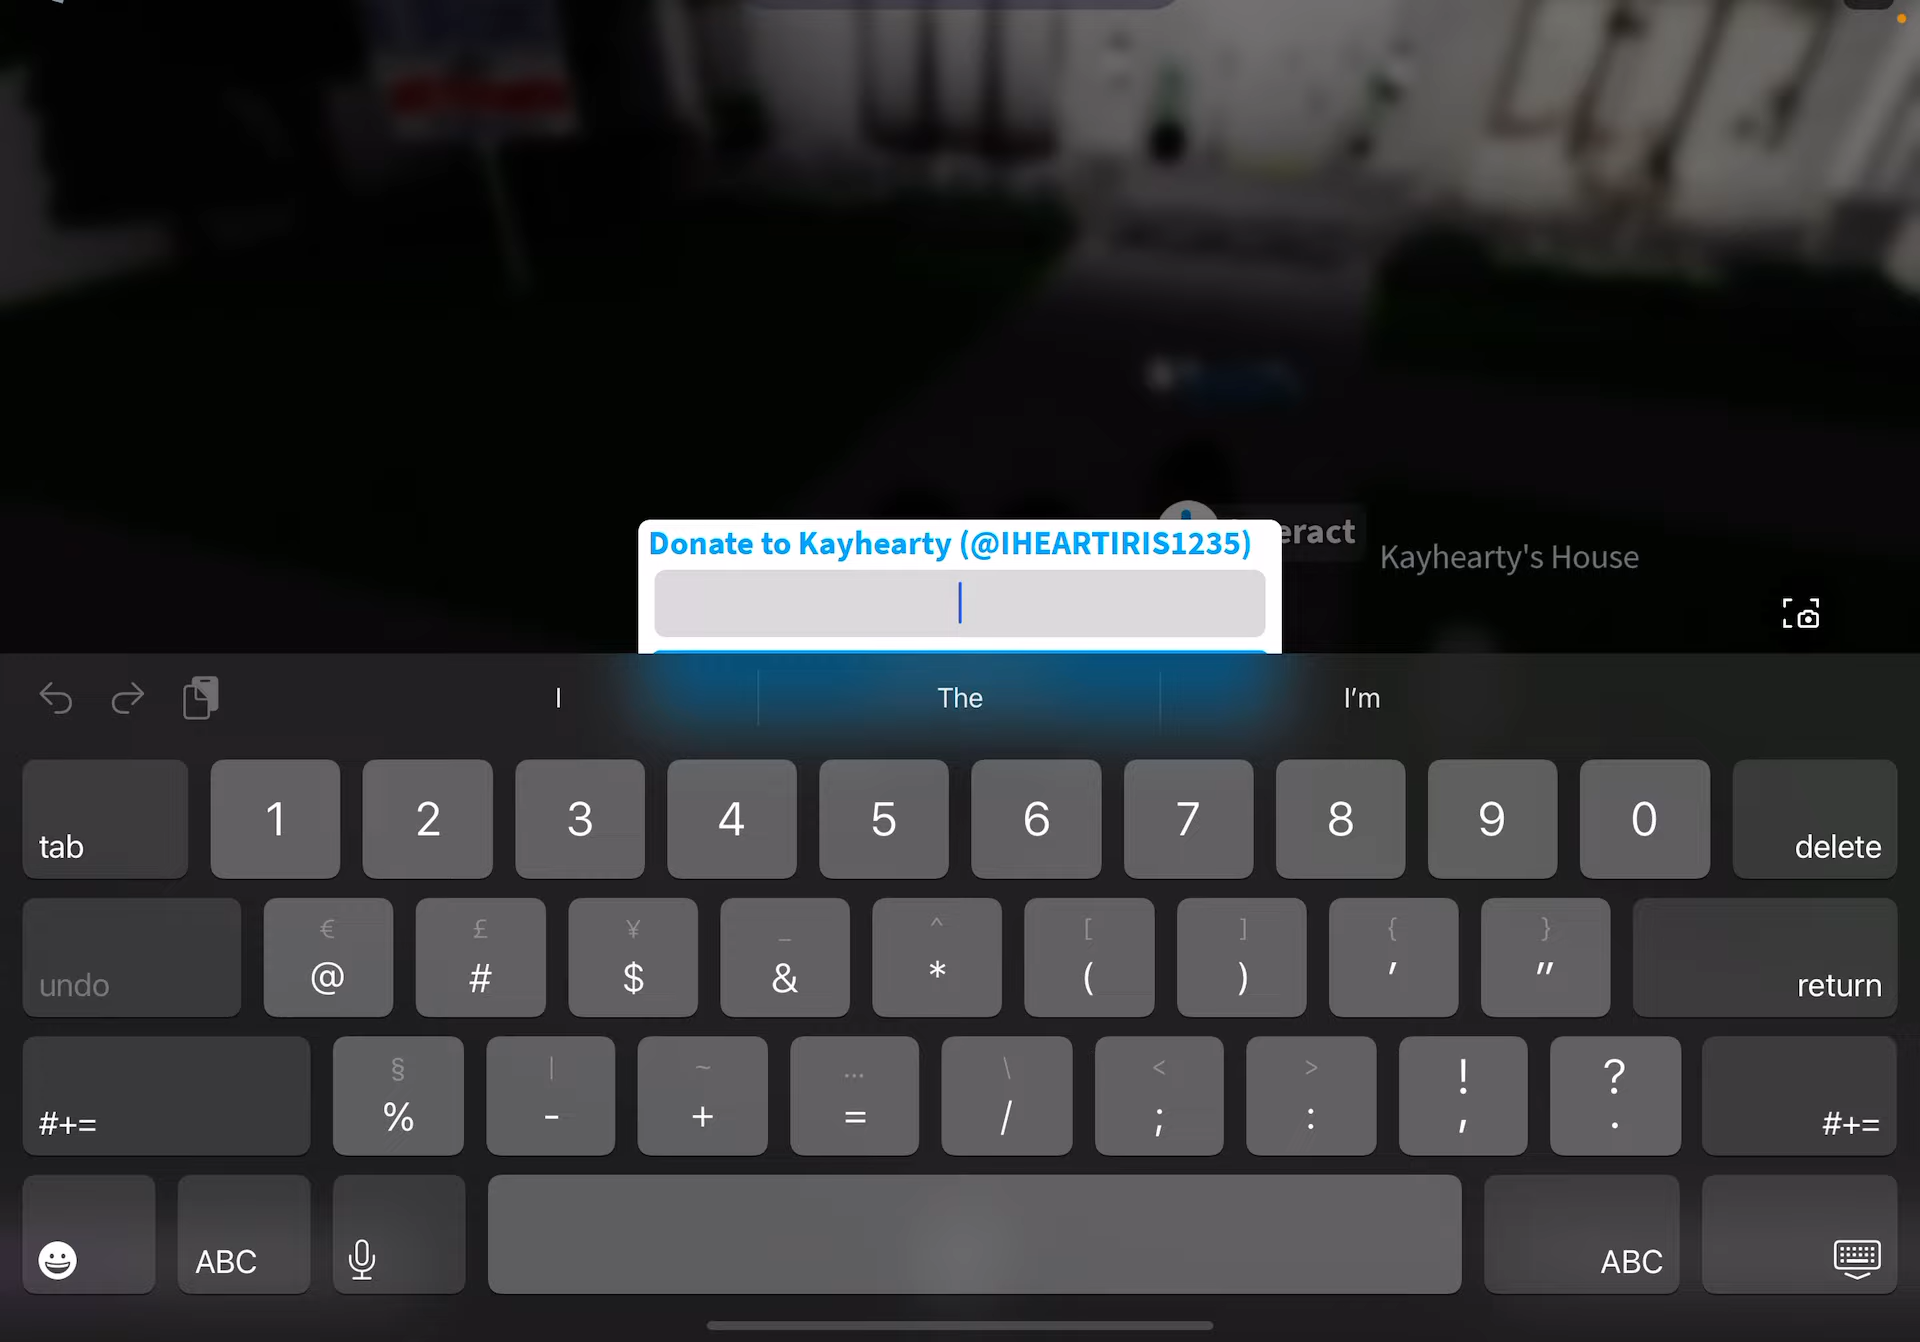 Donate to Kayhearty (@IHEARTIRIS1235)
eract
Kayhearty's House
I The I'm
tab 1 2 3 4 5 6 7 8 9 0 delete
€ £ ¥ _ ^ [ ] { }
undo @ # $ & * ( ) ' " return
§ | ~ … \ < > ! ?
#+= % - + = / ; : , . #+=
ABC ABC